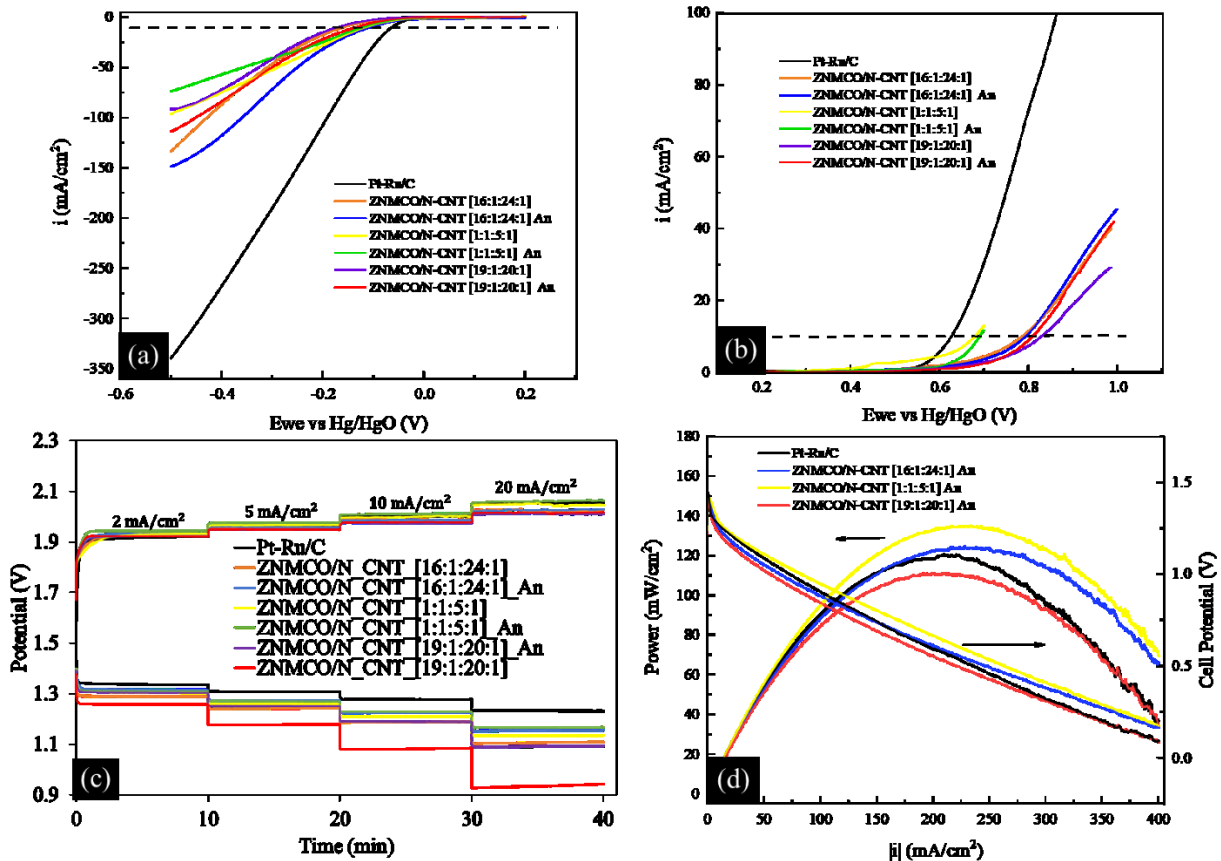 0
-50
-100
-150
-200
-250
-300
-350
i (mA/cm²)
Pt-Ru/C
ZNMCO/N-CNT [16:1:24:1]
ZNMCO/N-CNT [16:1:24:1] An
ZNMCO/N-CNT [1:1:5:1]
ZNMCO/N-CNT [1:1:5:1] An
ZNMCO/N-CNT [19:1:20:1]
ZNMCO/N-CNT [19:1:20:1] An
(a)
-0.6 -0.4 -0.2 0.0 0.2
Ewe vs Hg/HgO (V)
100
80
60
40
20
0
i (mA/cm²)
Pt-Ru/C
ZNMCO/N-CNT [16:1:24:1]
ZNMCO/N-CNT [16:1:24:1] An
ZNMCO/N-CNT [1:1:5:1]
ZNMCO/N-CNT [1:1:5:1] An
ZNMCO/N-CNT [19:1:20:1]
ZNMCO/N-CNT [19:1:20:1] An
(b)
0.2 0.4 0.6 0.8 1.0
Ewe vs Hg/HgO (V)
2.3
2.1
1.9
1.7
1.5
1.3
1.1
0.9
Potential (V)
2 mA/cm² 5 mA/cm² 10 mA/cm² 20 mA/cm²
Pt-Ru/C
ZNMCO/N_CNT_[16:1:24:1]
ZNMCO/N_CNT_[16:1:24:1]_An
ZNMCO/N_CNT_[1:1:5:1]
ZNMCO/N_CNT_[1:1:5:1]_An
ZNMCO/N_CNT_[19:1:20:1]_An
ZNMCO/N_CNT_[19:1:20:1]
(c)
0 10 20 30 40
Time (min)
180
160
140
120
100
80
60
40
20
0
Power (mW/cm²)
Pt-Ru/C
ZNMCO/N-CNT [16:1:24:1] An
ZNMCO/N-CNT [1:1:5:1] An
ZNMCO/N-CNT [19:1:20:1] An
1.5
1.0
0.5
0.0
Cell Potential (V)
(d)
0 50 100 150 200 250 300 350 400
|i| (mA/cm²)